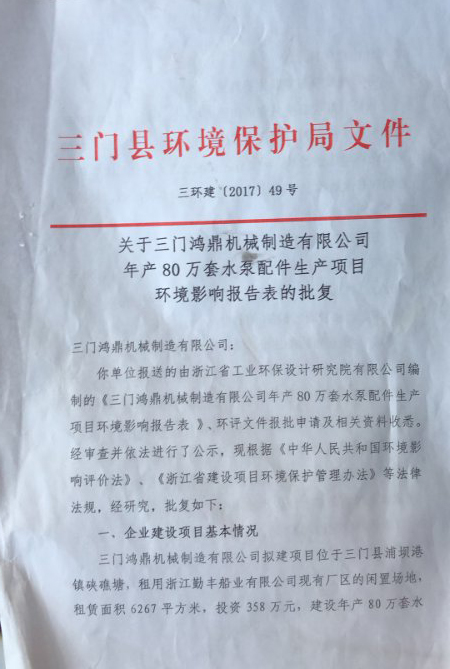 三门县环境保护局文件
三环建〔2017〕49号
关于三门鸿鼎机械制造有限公司
年产80万套水泵配件生产项目
环境影响报告表的批复
三门鸿鼎机械制造有限公司：
你单位报送的由浙江省工业环保设计研究院有限公司编
制的《三门鸿鼎机械制造有限公司年产80万套水泵配件生产
项目环境影响报告表 》、环评文件报批申请及相关资料收悉。
经审查并依法进行了公示，现根据《中华人民共和国环境影
响评价法》、《浙江省建设项目环境保护管理办法》等法律
法规，经研究，批复如下：
一、企业建设项目基本情况
三门鸿鼎机械制造有限公司拟建项目位于三门县浦坝港
镇硖礁塘，租用浙江勤丰船业有限公司现有厂区的闲置场地，
租赁面积6267平方米，投资358万元，建设年产80万套水